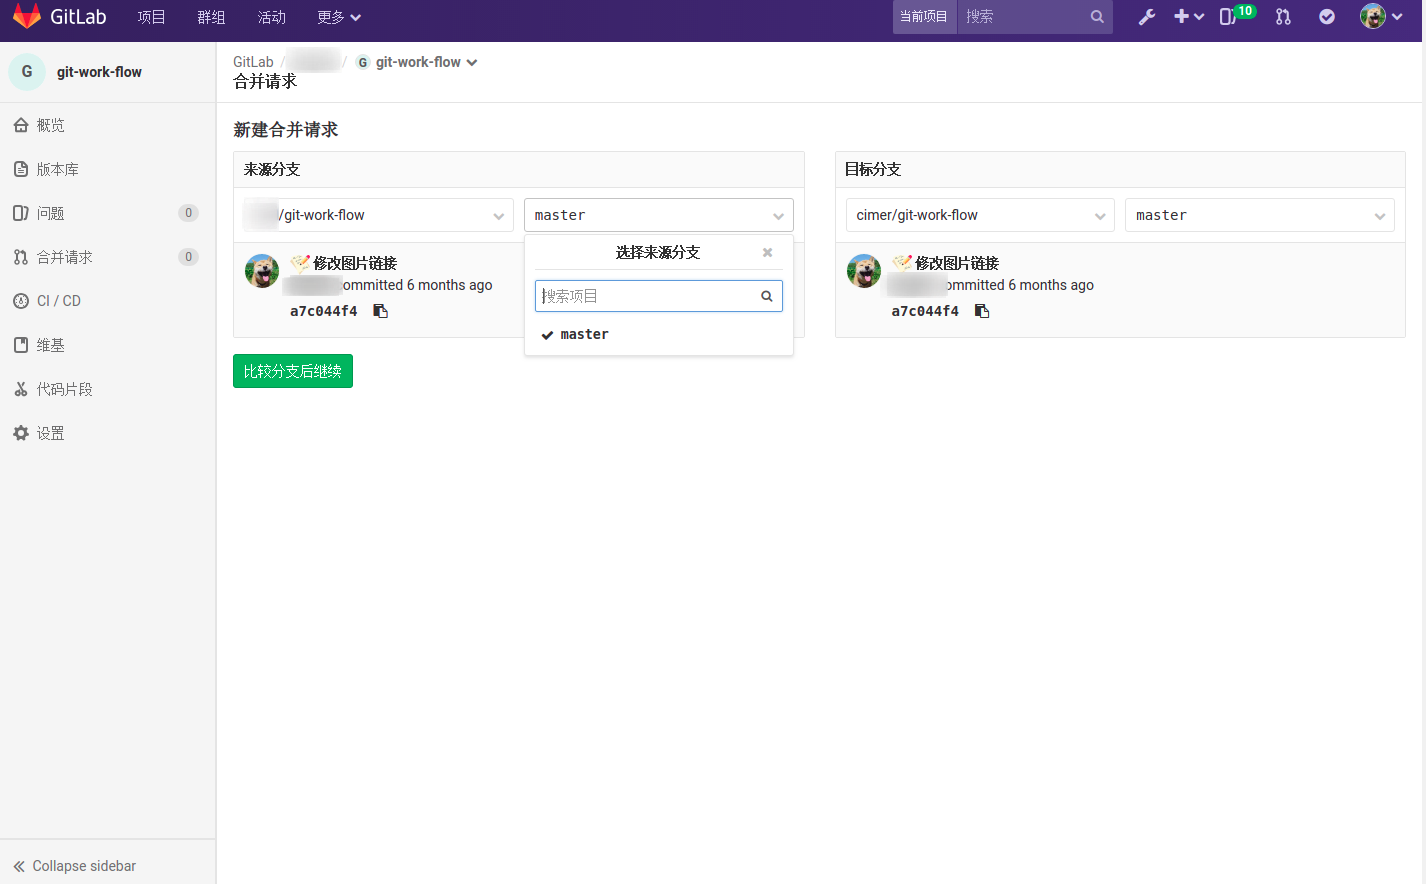 GitLab 项目 群组 活动 更多 当前项目 搜索 10
G git-work-flow
GitLab / / G git-work-flow
合并请求
概览
版本库
问题 0
合并请求 0
CI / CD
维基
代码片段
设置
Collapse sidebar
新建合并请求
来源分支
/git-work-flow master
选择来源分支
搜索项目
master
修改图片链接
ommitted 6 months ago
a7c044f4
目标分支
cimer/git-work-flow master
修改图片链接
ommitted 6 months ago
a7c044f4
比较分支后继续